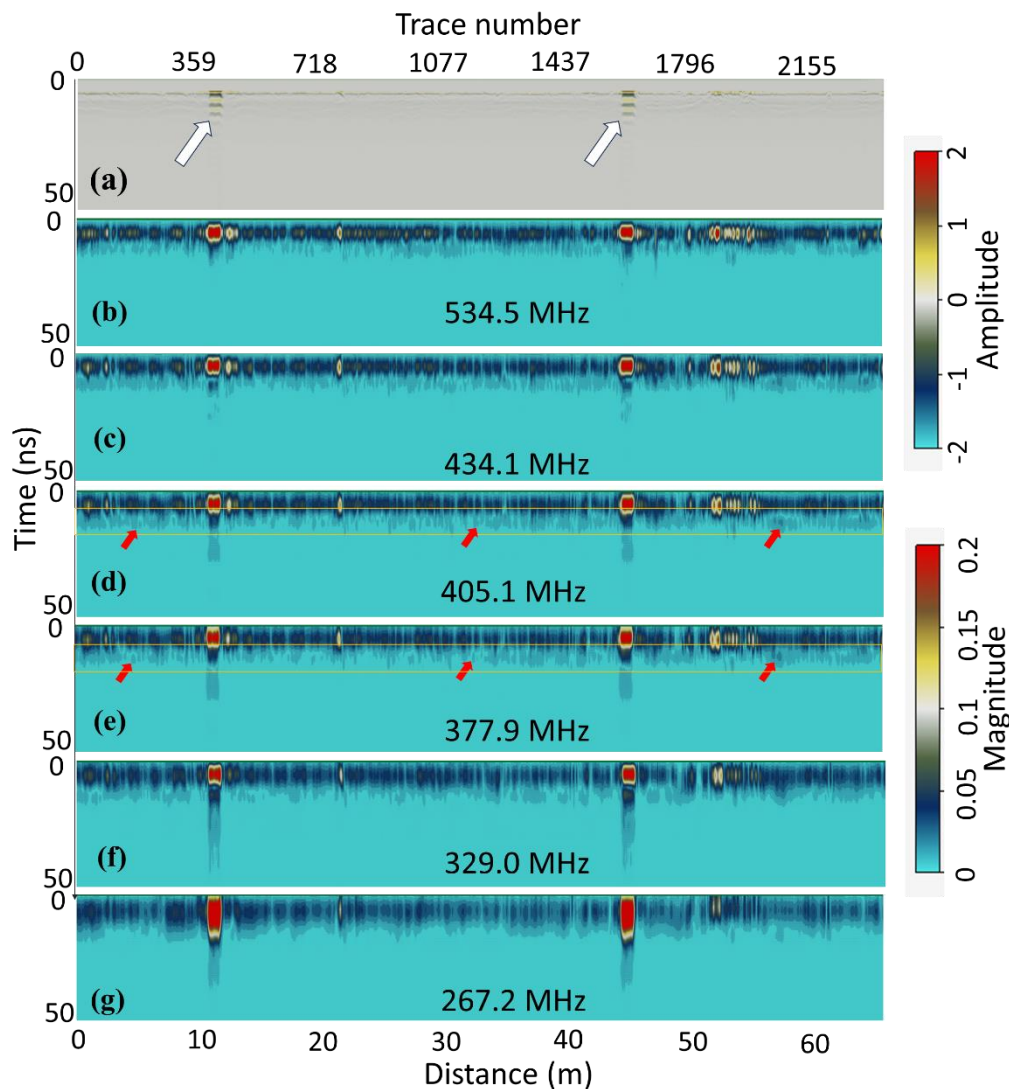 Trace number
0 359 718 1077 1437 1796 2155
0
(a)
50
0
(b)
534.5 MHz
50
0
(c)
434.1 MHz
50
0
(d)
405.1 MHz
50
0
(e)
377.9 MHz
50
0
(f)
329.0 MHz
50
0
(g)
267.2 MHz
50
0 10 20 30 40 50 60
Distance (m)
Time (ns)
2
1
0
-1
-2
Amplitude
0.2
0.15
0.1
0.05
0
Magnitude